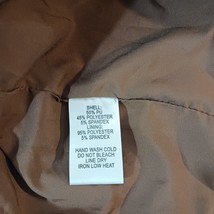 SHELL:
50% PU
45% POLYESTER
5% SPANDEX
LINING:
95% POLYESTER
5% SPANDEX
HAND WASH COLD
DO NOT BLEACH
LINE DRY
IRON LOW HEAT